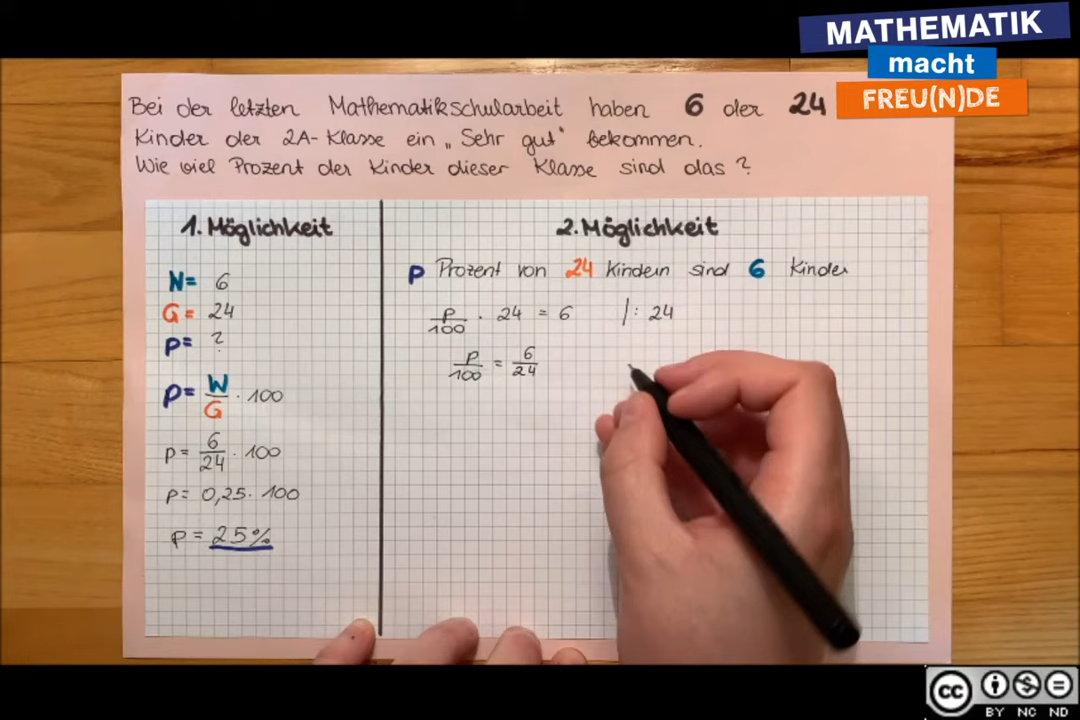 MATHEMATIK
macht
FREU(N)DE
Bei der letzten Mathematikschularbeit haben 6 der 24
Kinder der 2A-Klasse ein „Sehr gut" bekommen.
Wie viel Prozent der Kinder dieser Klasse sind das?
1. Möglichkeit
W = 6
G = 24
p = ?
p = W/G · 100
p = 6/24 · 100
p = 0,25 · 100
p = 25%
2. Möglichkeit
p Prozent von 24 Kindern sind 6 Kinder
p/100 · 24 = 6 |: 24
p/100 = 6/24
cc
BY NC ND